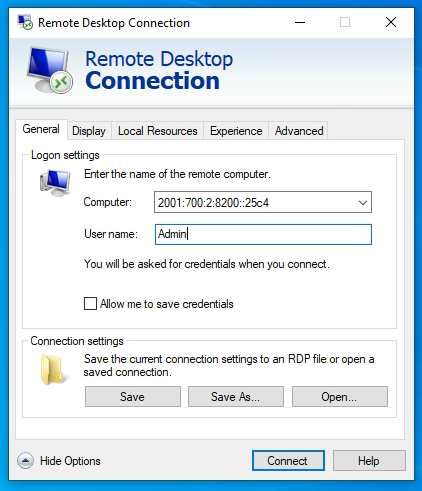 Remote Desktop Connection
Remote Desktop
Connection
General Display Local Resources Experience Advanced
Logon settings
Enter the name of the remote computer.
Computer: 2001:700:2:8200::25c4
User name: Admin
You will be asked for credentials when you connect.
Allow me to save credentials
Connection settings
Save the current connection settings to an RDP file or open a
saved connection.
Save Save As... Open...
Hide Options Connect Help